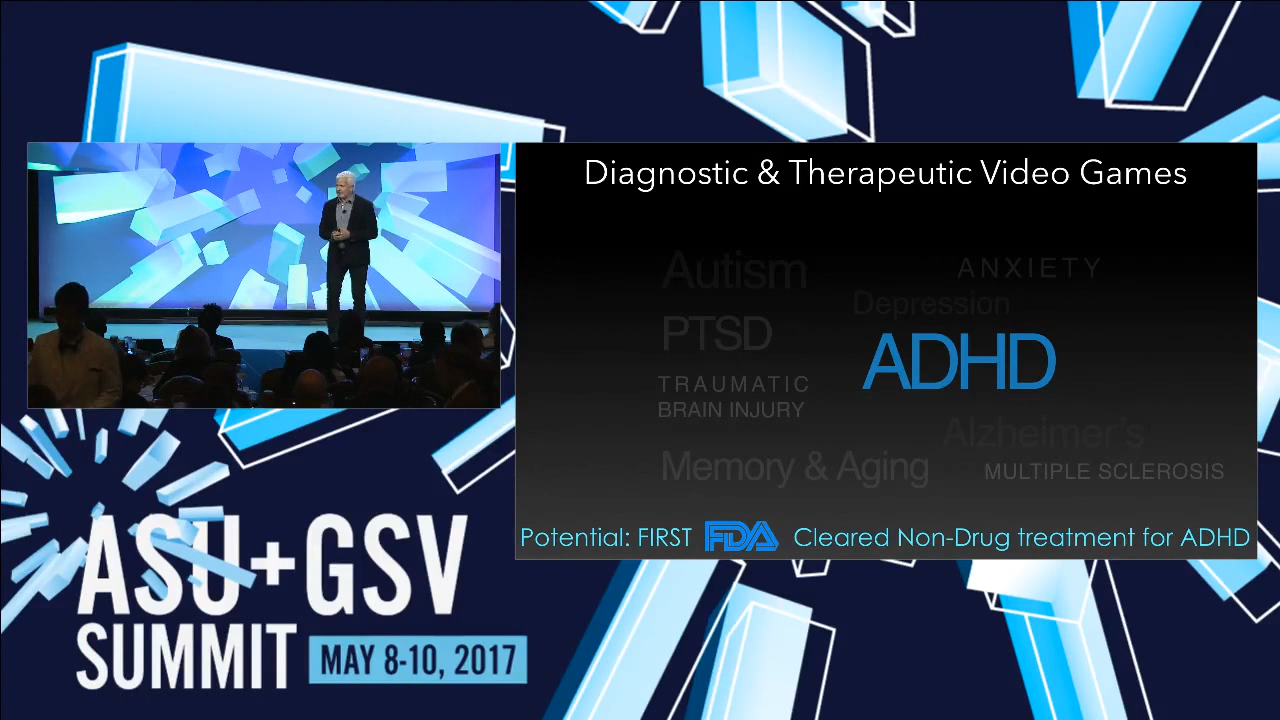 Diagnostic & Therapeutic Video Games
Autism
ANXIETY
Depression
PTSD
ADHD
TRAUMATIC
BRAIN INJURY
Alzheimer's
Memory & Aging
MULTIPLE SCLEROSIS
Potential: FIRST FDA Cleared Non-Drug treatment for ADHD
ASU+GSV
SUMMIT
MAY 8-10, 2017